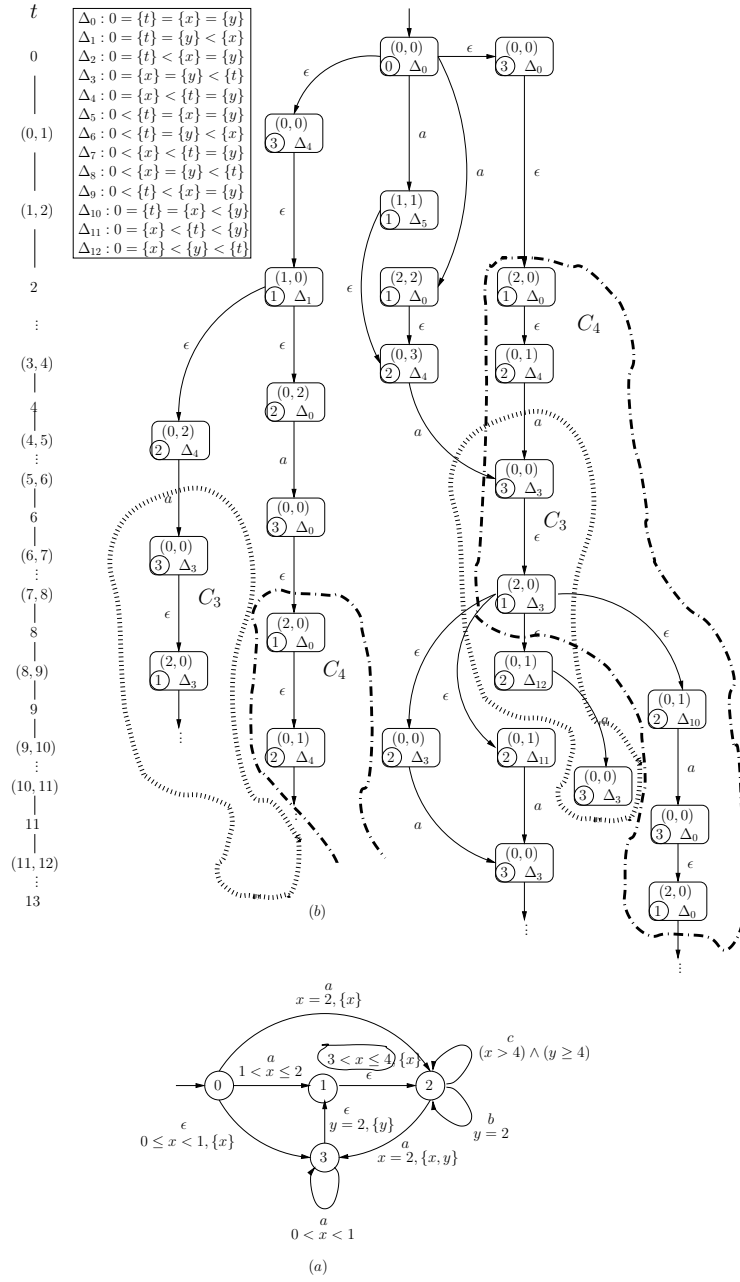 t
Δ₀ : 0 = {t} = {x} = {y}
Δ₁ : 0 = {t} = {y} < {x}
Δ₂ : 0 = {t} < {x} = {y}
Δ₃ : 0 = {x} = {y} < {t}
Δ₄ : 0 = {x} < {t} = {y}
Δ₅ : 0 < {t} = {x} = {y}
Δ₆ : 0 < {t} = {y} < {x}
Δ₇ : 0 < {x} < {t} = {y}
Δ₈ : 0 < {x} = {y} < {t}
Δ₉ : 0 < {t} < {x} = {y}
Δ₁₀ : 0 = {t} = {x} < {y}
Δ₁₁ : 0 = {x} < {t} < {y}
Δ₁₂ : 0 = {x} < {y} < {t}
0
(0, 1)
(1, 2)
2
⋮
(3, 4)
4
(4, 5)
⋮
(5, 6)
6
(6, 7)
⋮
(7, 8)
8
(8, 9)
9
(9, 10)
⋮
(10, 11)
11
(11, 12)
⋮
13
(0, 0)
0 Δ₀
ϵ
(0, 0)
3 Δ₀
ϵ
(0, 0)
3 Δ₄
a
a
ϵ
ϵ
(1, 1)
1 Δ₅
(1, 0)
1 Δ₁
ϵ
(2, 2)
1 Δ₀
(2, 0)
1 Δ₀
C₄
ϵ
ϵ
ϵ
ϵ
(0, 3)
2 Δ₄
(0, 1)
2 Δ₄
(0, 2)
2 Δ₀
(0, 2)
2 Δ₄
a
a
a
(0, 0)
3 Δ₃
a
(0, 0)
3 Δ₀
C₃
ϵ
(0, 0)
3 Δ₃
C₃
ϵ
ϵ
(2, 0)
1 Δ₃
(2, 0)
1 Δ₀
ϵ
(2, 0)
1 Δ₃
⋮
C₄
ϵ
ϵ
ϵ
ϵ
ϵ
(0, 1)
2 Δ₁₂
(0, 1)
2 Δ₁₀
a
(0, 1)
2 Δ₄
⋮
(0, 0)
2 Δ₃
(0, 1)
2 Δ₁₁
(0, 0)
3 Δ₃
a
a
a
(0, 0)
3 Δ₀
(0, 0)
3 Δ₃
⋮
ϵ
(2, 0)
1 Δ₀
⋮
(b)
a
x = 2, {x}
a
1 < x ≤ 2
3 < x ≤ 4, {x}
ϵ
c
(x > 4) ∧ (y ≥ 4)
0
1
2
ϵ
0 ≤ x < 1, {x}
ϵ
y = 2, {y}
a
x = 2, {x, y}
b
y = 2
3
a
0 < x < 1
(a)